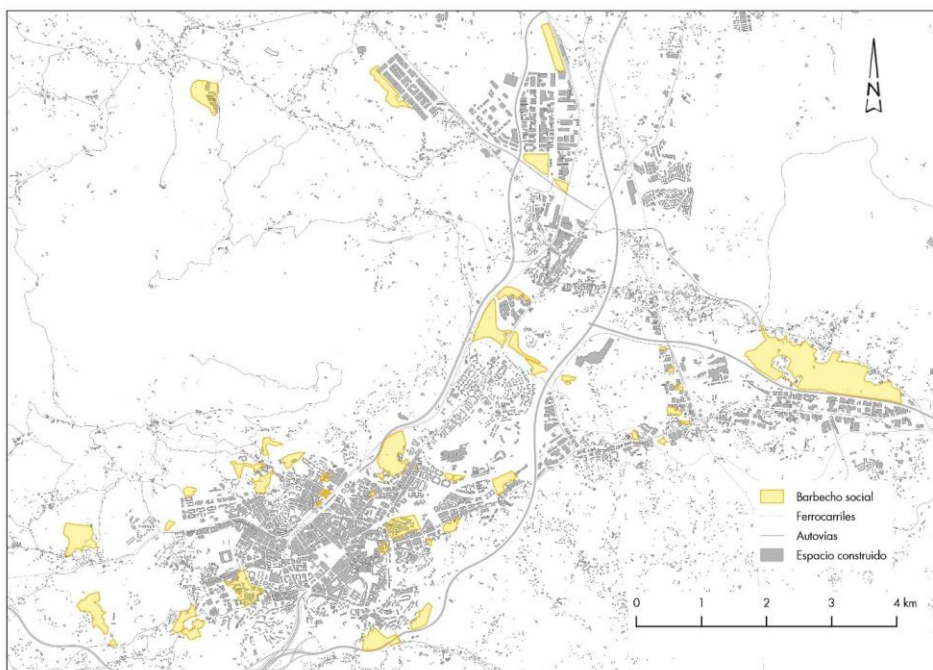 N
Barbecho social
Ferrocarriles
Autovías
Espacio construido
0 1 2 3 4 km